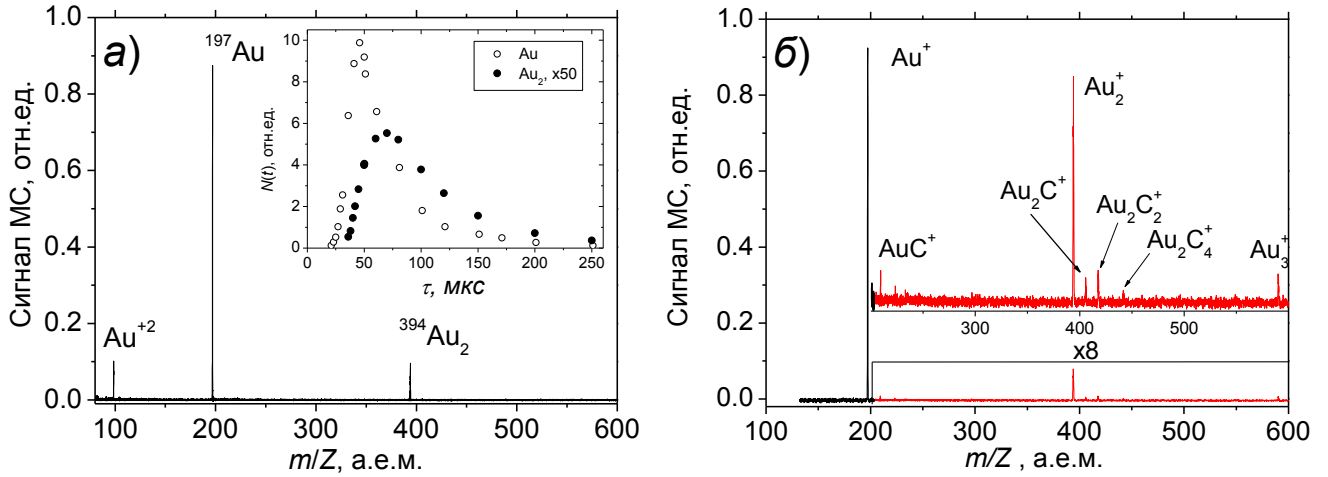 а)
Сигнал МС, отн.ед.
1.0
0.8
0.6
0.4
0.2
0.0
Au+2
197Au
394Au2
100
200
300
400
500
600
m/Z, а.е.м.
N(t), отн.ед.
10
8
6
4
2
0
Au
Au2, x50
0
50
100
150
200
250
τ, мкс
б)
Сигнал МС, отн.ед.
1.0
0.8
0.6
0.4
0.2
0.0
Au+
Au2+
Au2C+
Au2C2+
Au2C4+
AuC+
Au3+
300
400
500
x8
100
200
300
400
500
600
m/Z , а.е.м.